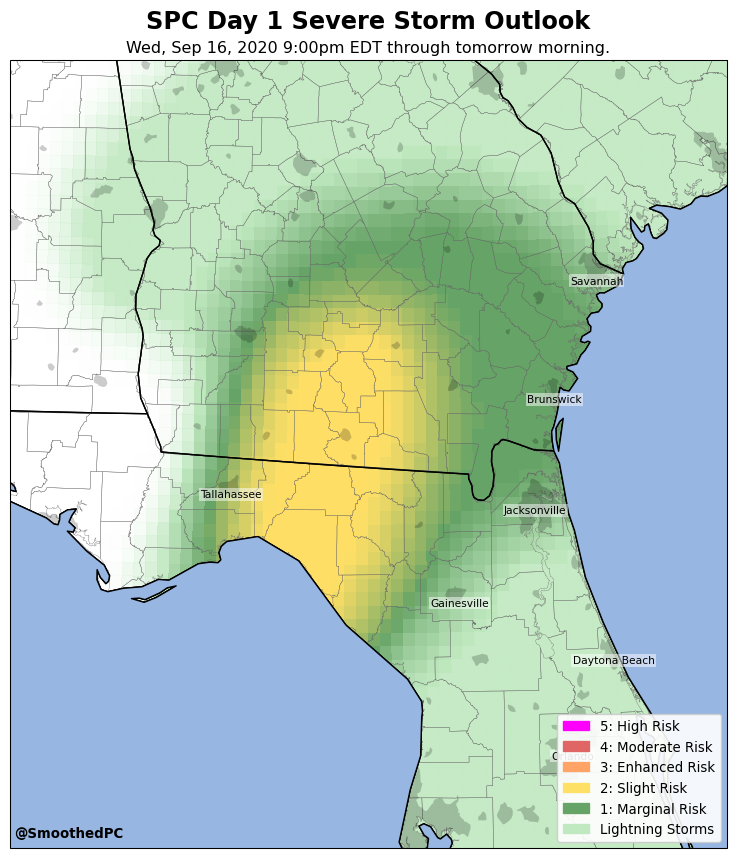 SPC Day 1 Severe Storm Outlook
Wed, Sep 16, 2020 9:00pm EDT through tomorrow morning.
Savannah
Brunswick
Tallahassee
Jacksonville
Gainesville
Daytona Beach
5: High Risk
4: Moderate Risk
3: Enhanced Risk
Orlando
2: Slight Risk
1: Marginal Risk
Lightning Storms
@SmoothedPC